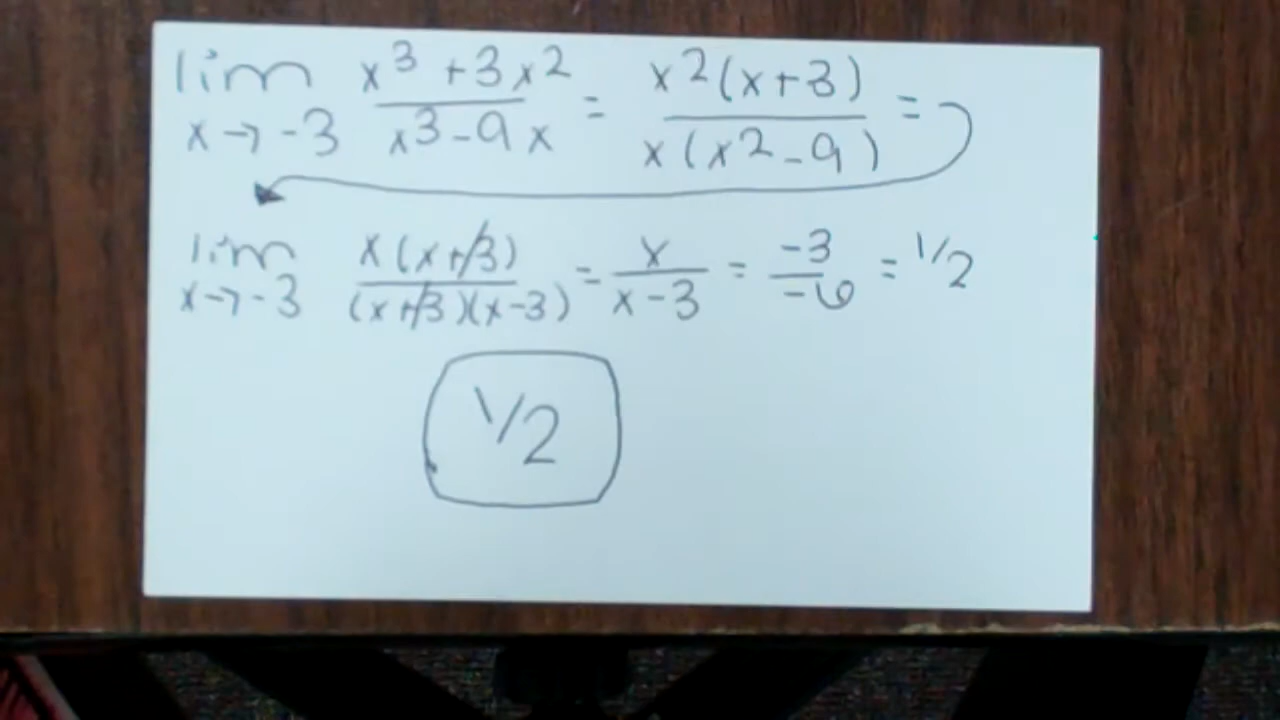 lim x→-3 x³+3x²/x³-9x = x²(x+3)/x(x²-9) =
lim x→-3 x(x+3)/(x+3)(x-3) = x/x-3 = -3/-6 = 1/2
1/2